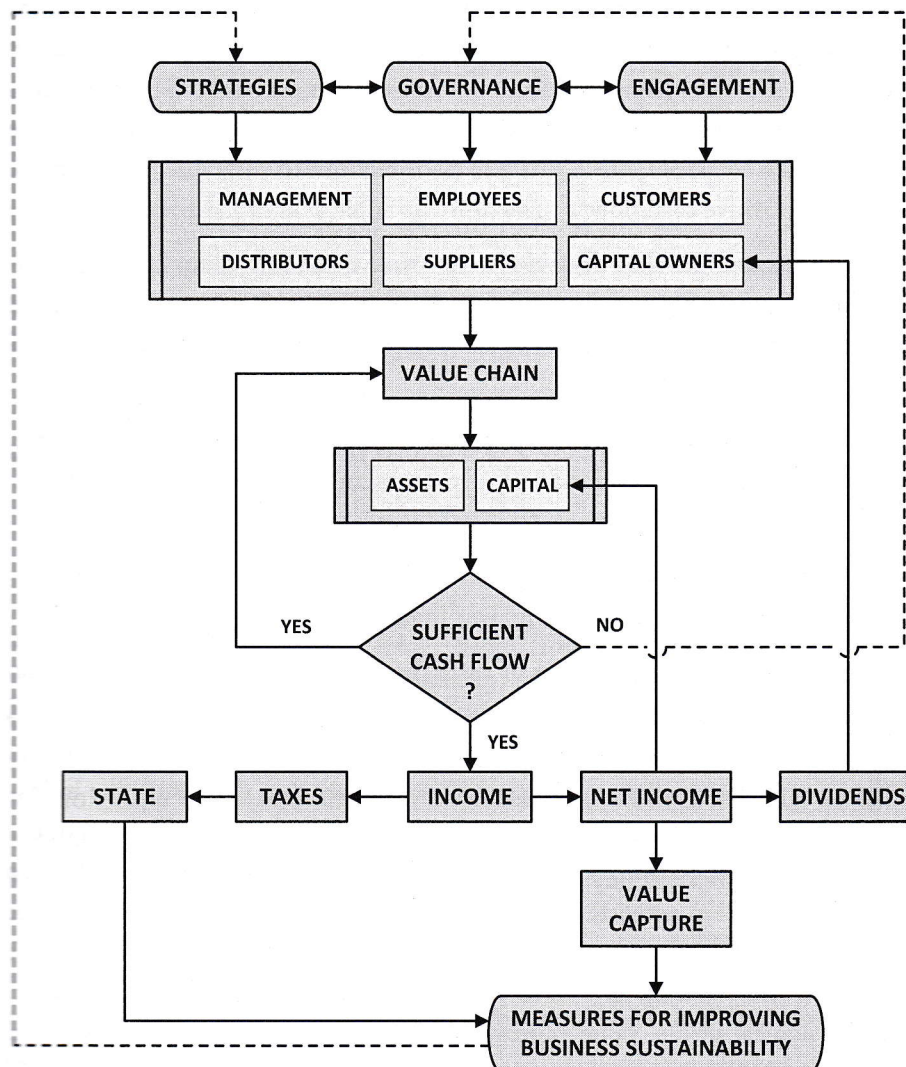 STRATEGIES
GOVERNANCE
ENGAGEMENT
MANAGEMENT
EMPLOYEES
CUSTOMERS
DISTRIBUTORS
SUPPLIERS
CAPITAL OWNERS
VALUE CHAIN
ASSETS
CAPITAL
YES
SUFFICIENT
CASH FLOW
?
NO
YES
STATE
TAXES
INCOME
NET INCOME
DIVIDENDS
VALUE
CAPTURE
MEASURES FOR IMPROVING
BUSINESS SUSTAINABILITY